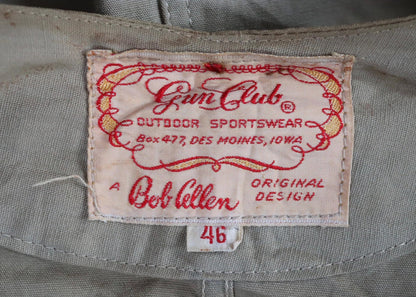 Gun Club ®
OUTDOOR SPORTSWEAR
BOX 477, DES MOINES, IOWA
A Bob Allen ORIGINAL DESIGN
46